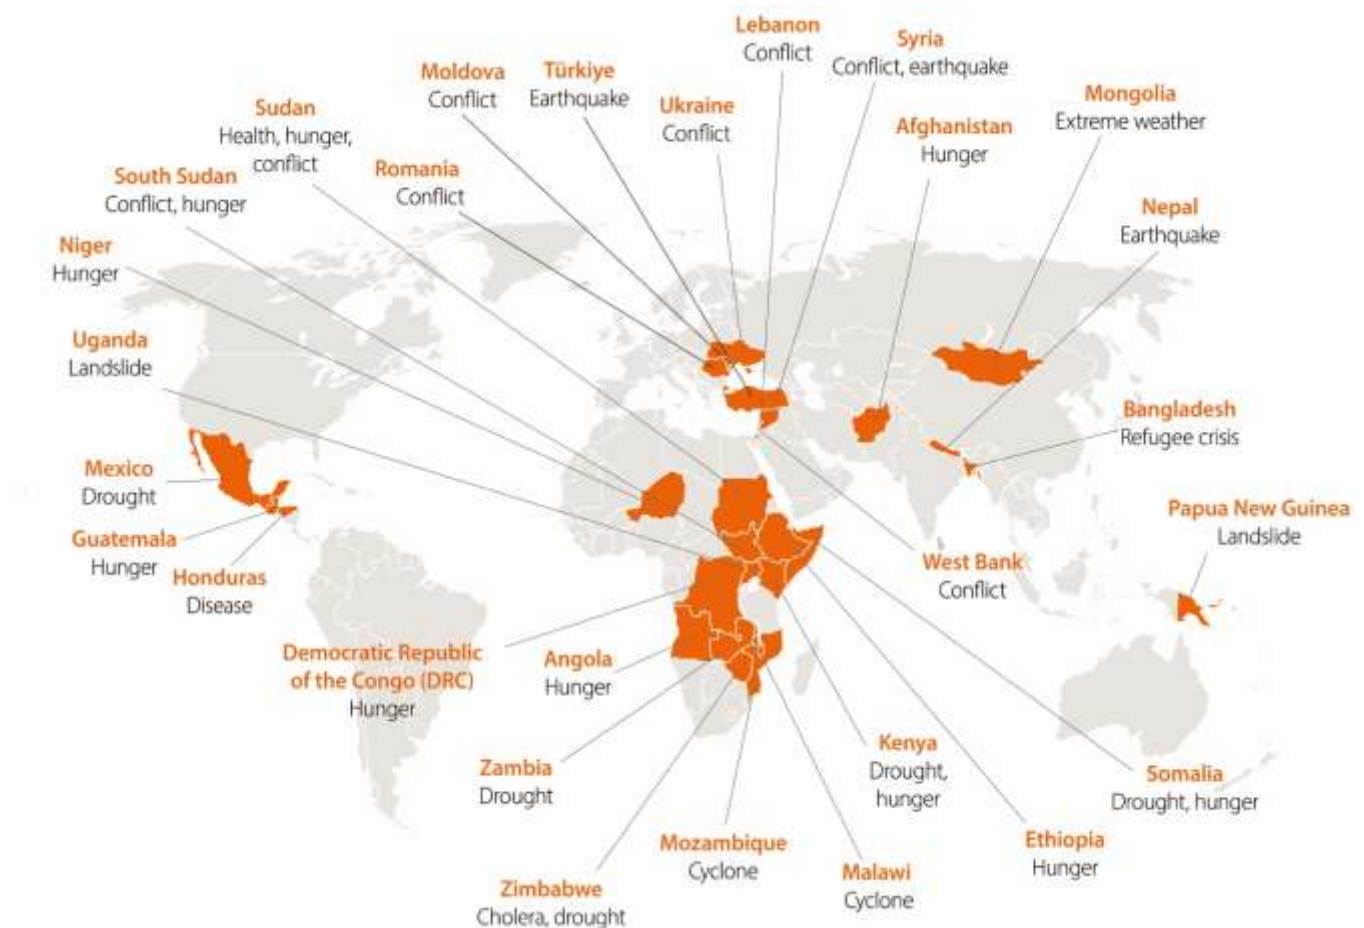 Lebanon
Conflict
Syria
Conflict, earthquake
Moldova
Conflict
Türkiye
Earthquake
Ukraine
Conflict
Mongolia
Extreme weather
Sudan
Health, hunger,
conflict
Afghanistan
Hunger
South Sudan
Conflict, hunger
Romania
Conflict
Nepal
Earthquake
Niger
Hunger
Uganda
Landslide
Bangladesh
Refugee crisis
Mexico
Drought
Papua New Guinea
Landslide
Guatemala
Hunger
Honduras
Disease
West Bank
Conflict
Democratic Republic
of the Congo (DRC)
Hunger
Angola
Hunger
Kenya
Drought,
hunger
Zambia
Drought
Somalia
Drought, hunger
Mozambique
Cyclone
Ethiopia
Hunger
Malawi
Cyclone
Zimbabwe
Cholera, drought